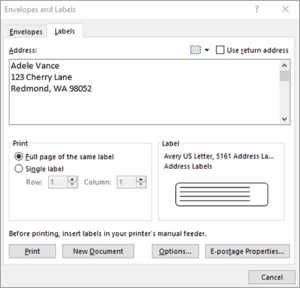 Envelopes and Labels
Envelopes Labels
Address: Use return address
Adele Vance
123 Cherry Lane
Redmond, WA 98052
Print Label
Full page of the same label Avery US Letter, 5161 Address La...
Single label Address Labels
Row: 1 Column: 1
Before printing, insert labels in your printer's manual feeder.
Print New Document Options... E-postage Properties...
Cancel